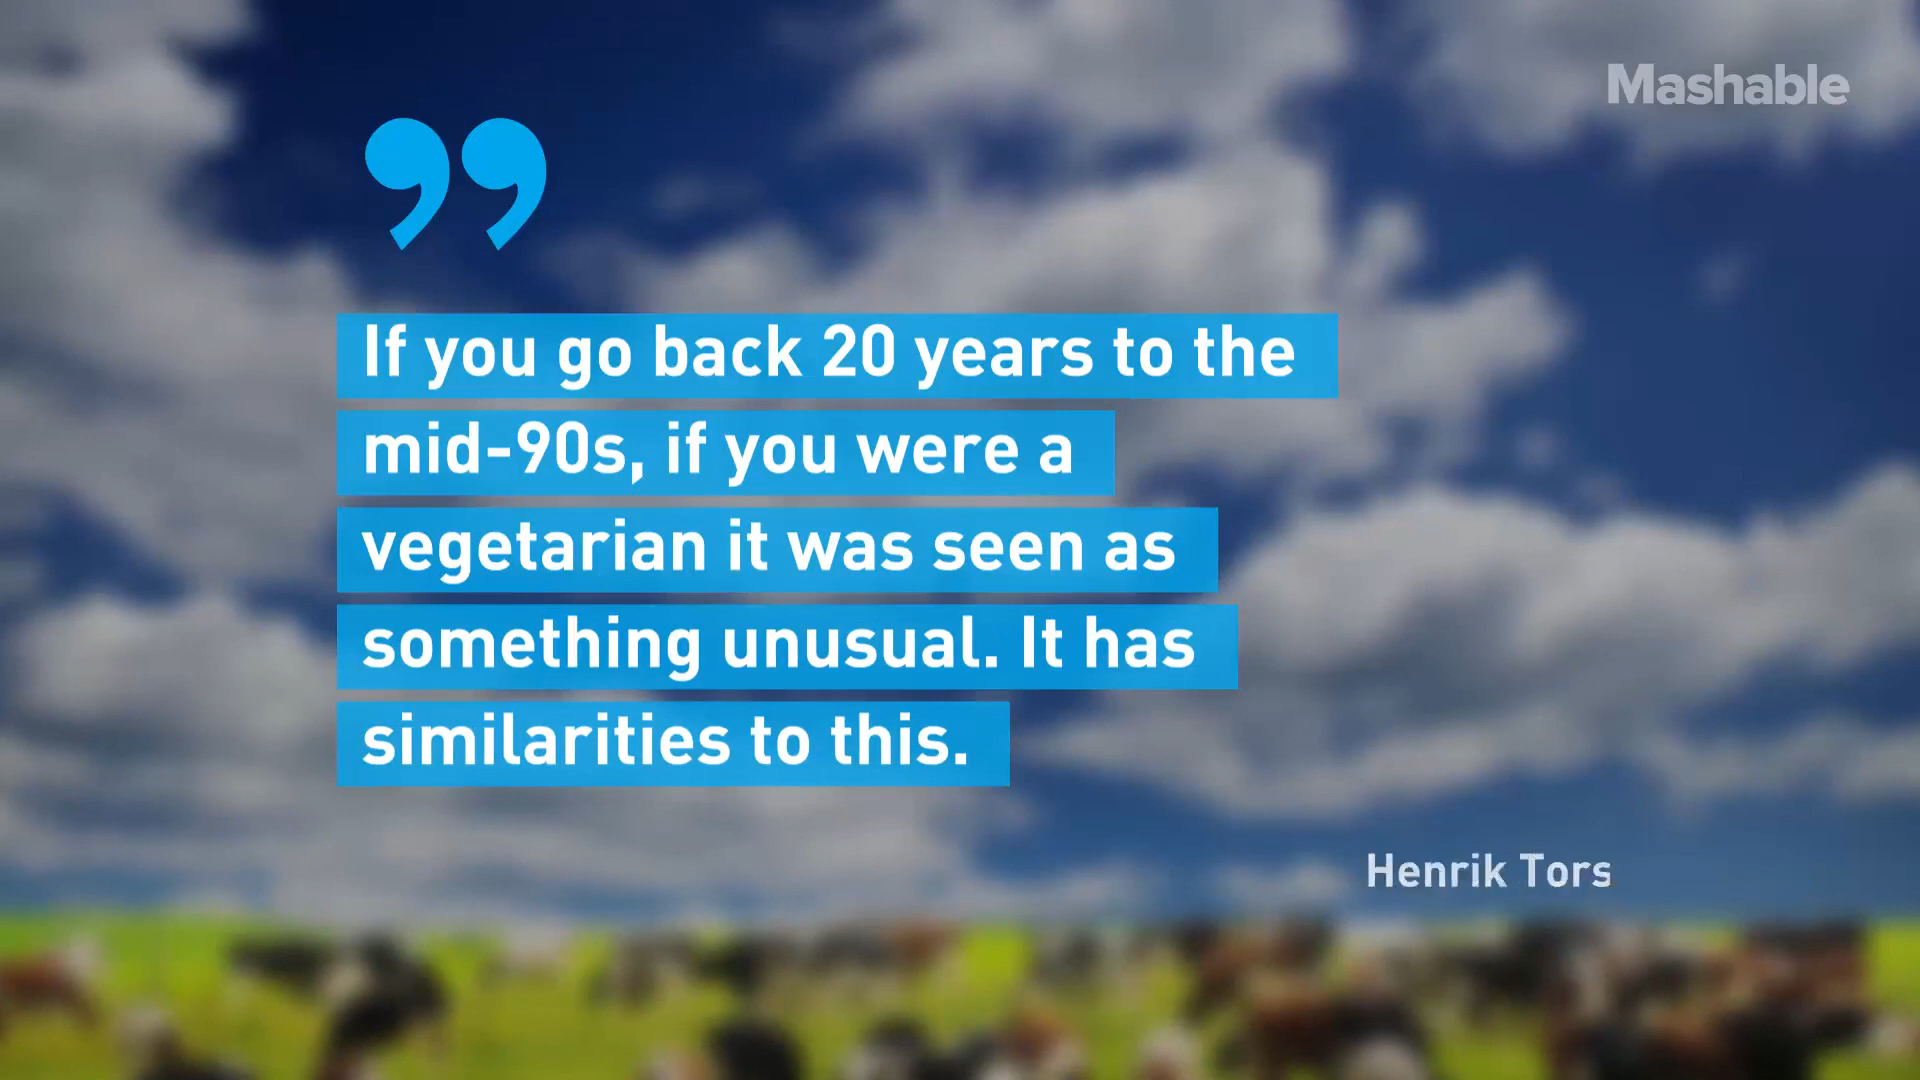 Mashable
”
If you go back 20 years to the
mid-90s, if you were a
vegetarian it was seen as
something unusual. It has
similarities to this.
Henrik Tors